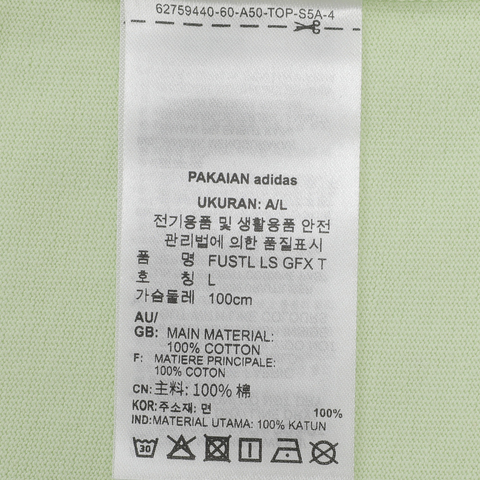 62759440-60-A50-TOP-S5A-4
PAKAIAN adidas
UKURAN: A/L
전기용품 및 생활용품 안전
관리법에 의한 품질표시
품 명 FUSTL LS GFX T
호 칭 L
가슴둘레 100cm
AU/
GB: MAIN MATERIAL:
100% COTTON
F: MATIERE PRINCIPALE:
100% COTON
CN: 主料: 100% 棉
KOR: 주소재: 면 100%
IND: MATERIAL UTAMA: 100% KATUN
30